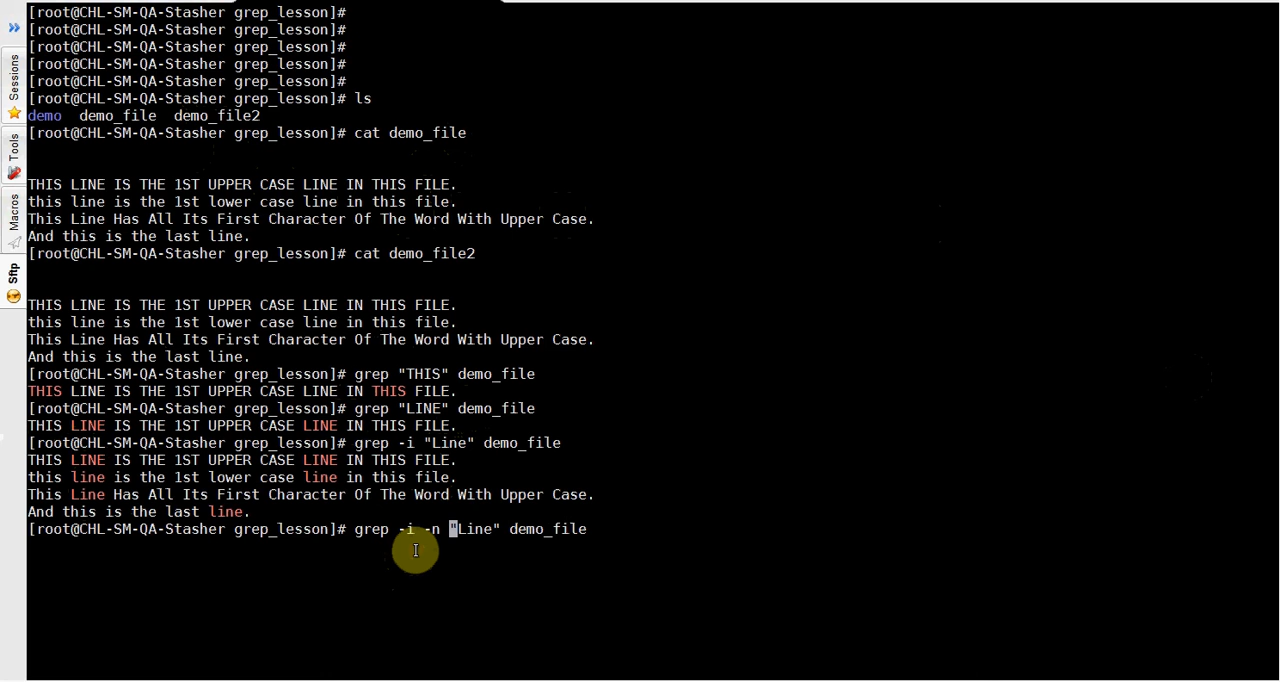 [root@CHL-SM-QA-Stasher grep_lesson]#
[root@CHL-SM-QA-Stasher grep_lesson]#
[root@CHL-SM-QA-Stasher grep_lesson]#
[root@CHL-SM-QA-Stasher grep_lesson]#
[root@CHL-SM-QA-Stasher grep_lesson]#
[root@CHL-SM-QA-Stasher grep_lesson]# ls
demo  demo_file  demo_file2
[root@CHL-SM-QA-Stasher grep_lesson]# cat demo_file
THIS LINE IS THE 1ST UPPER CASE LINE IN THIS FILE.
this line is the 1st lower case line in this file.
This Line Has All Its First Character Of The Word With Upper Case.
And this is the last line.
[root@CHL-SM-QA-Stasher grep_lesson]# cat demo_file2
THIS LINE IS THE 1ST UPPER CASE LINE IN THIS FILE.
this line is the 1st lower case line in this file.
This Line Has All Its First Character Of The Word With Upper Case.
And this is the last line.
[root@CHL-SM-QA-Stasher grep_lesson]# grep "THIS" demo_file
THIS LINE IS THE 1ST UPPER CASE LINE IN THIS FILE.
[root@CHL-SM-QA-Stasher grep_lesson]# grep "LINE" demo_file
THIS LINE IS THE 1ST UPPER CASE LINE IN THIS FILE.
[root@CHL-SM-QA-Stasher grep_lesson]# grep -i "Line" demo_file
THIS LINE IS THE 1ST UPPER CASE LINE IN THIS FILE.
this line is the 1st lower case line in this file.
This Line Has All Its First Character Of The Word With Upper Case.
And this is the last line.
[root@CHL-SM-QA-Stasher grep_lesson]# grep -i -n "Line" demo_file
Sessions
Tools
Macros
Sftp